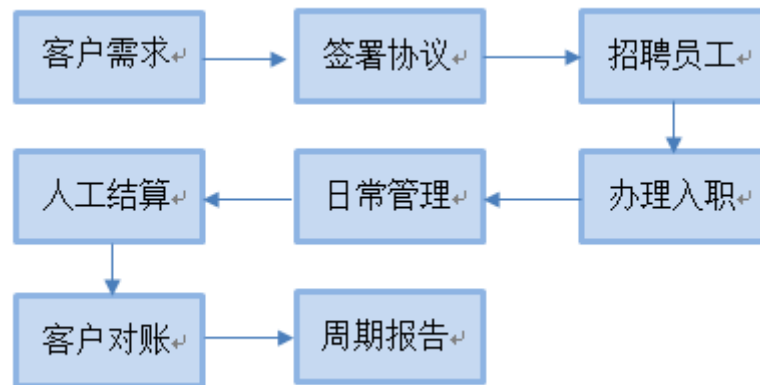 客户需求
签署协议
招聘员工
人工结算
日常管理
办理入职
客户对账
周期报告